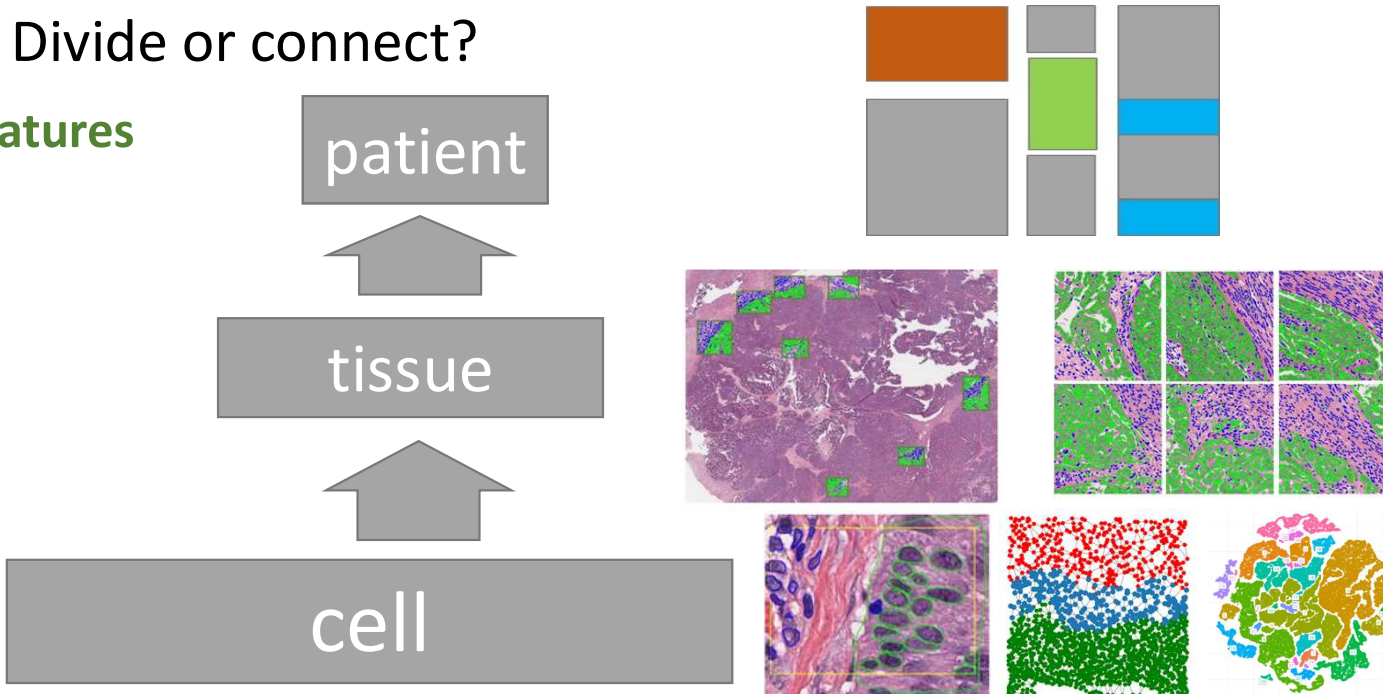 Divide or connect?
atures
patient
tissue
cell